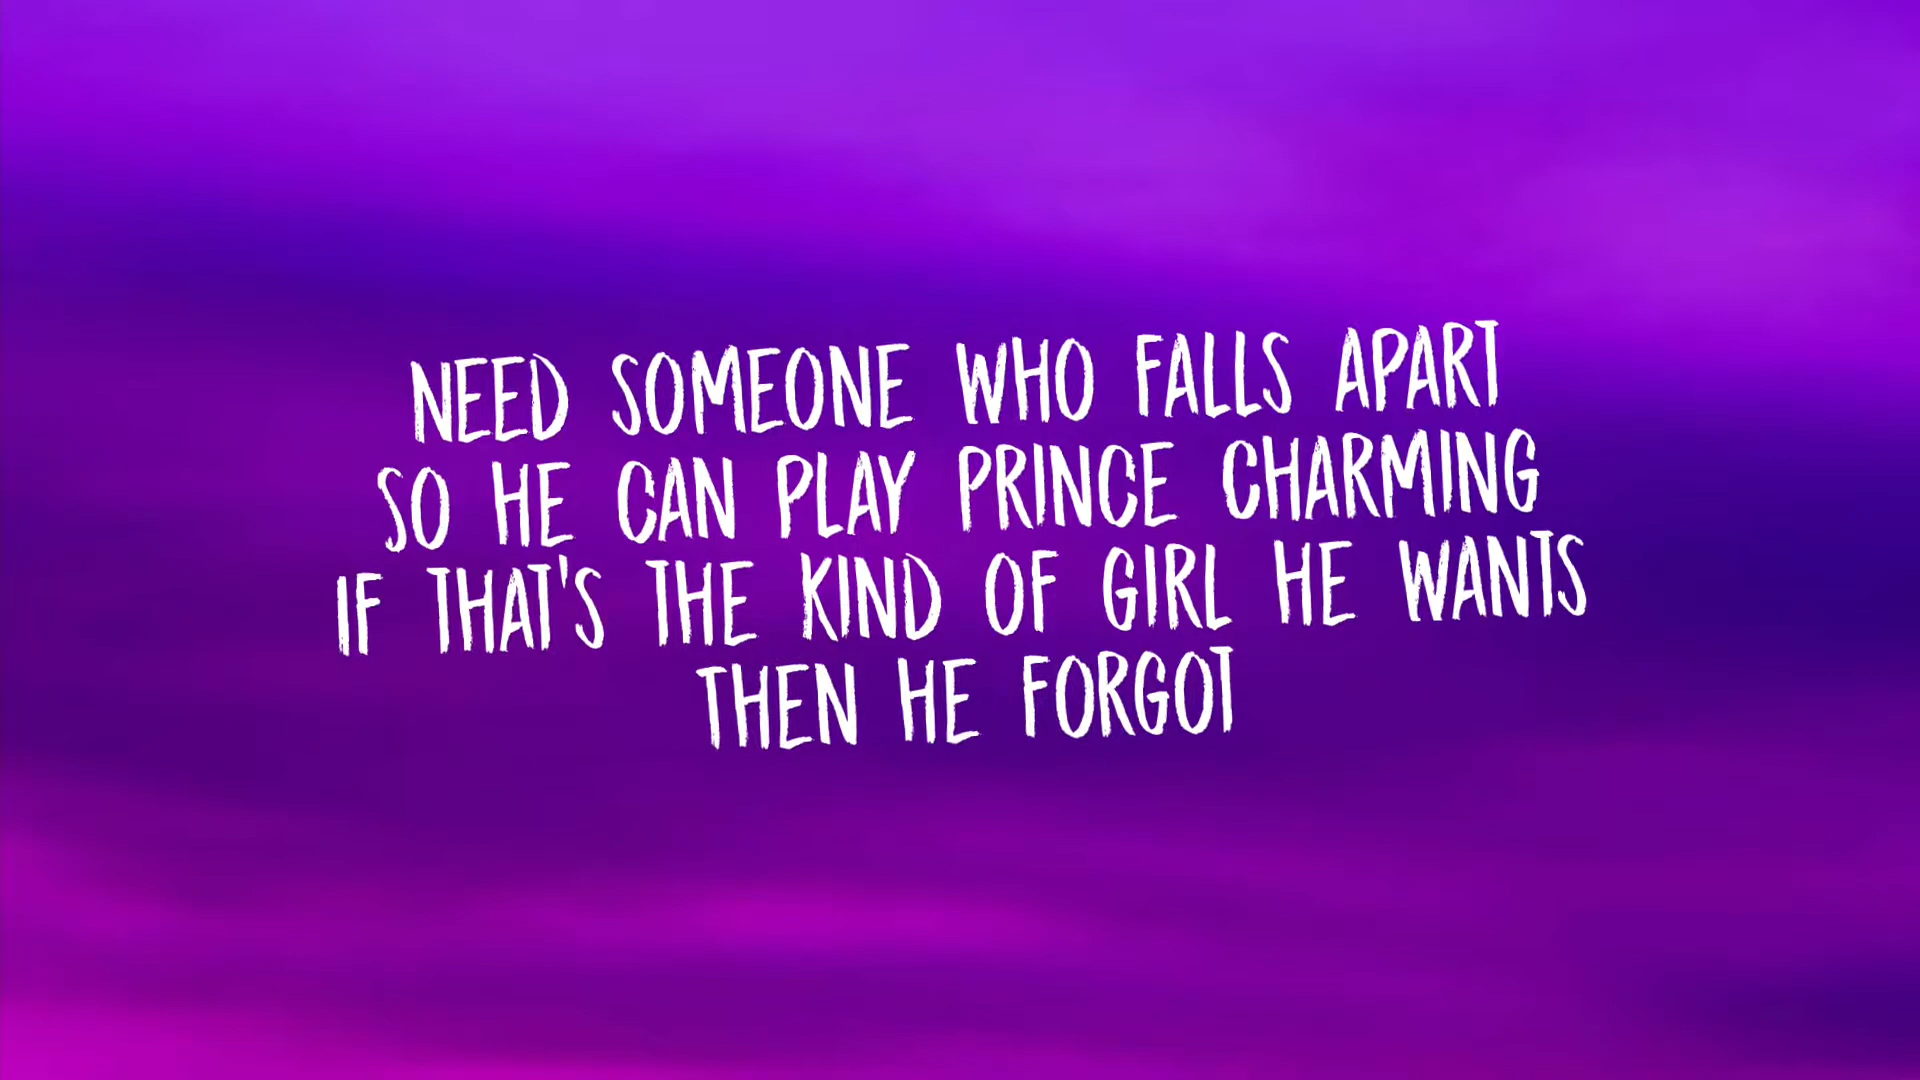 NEED SOMEONE WHO FALLS APART
SO HE CAN PLAY PRINCE CHARMING
IF THAT'S THE KIND OF GIRL HE WANTS
THEN HE FORGOT